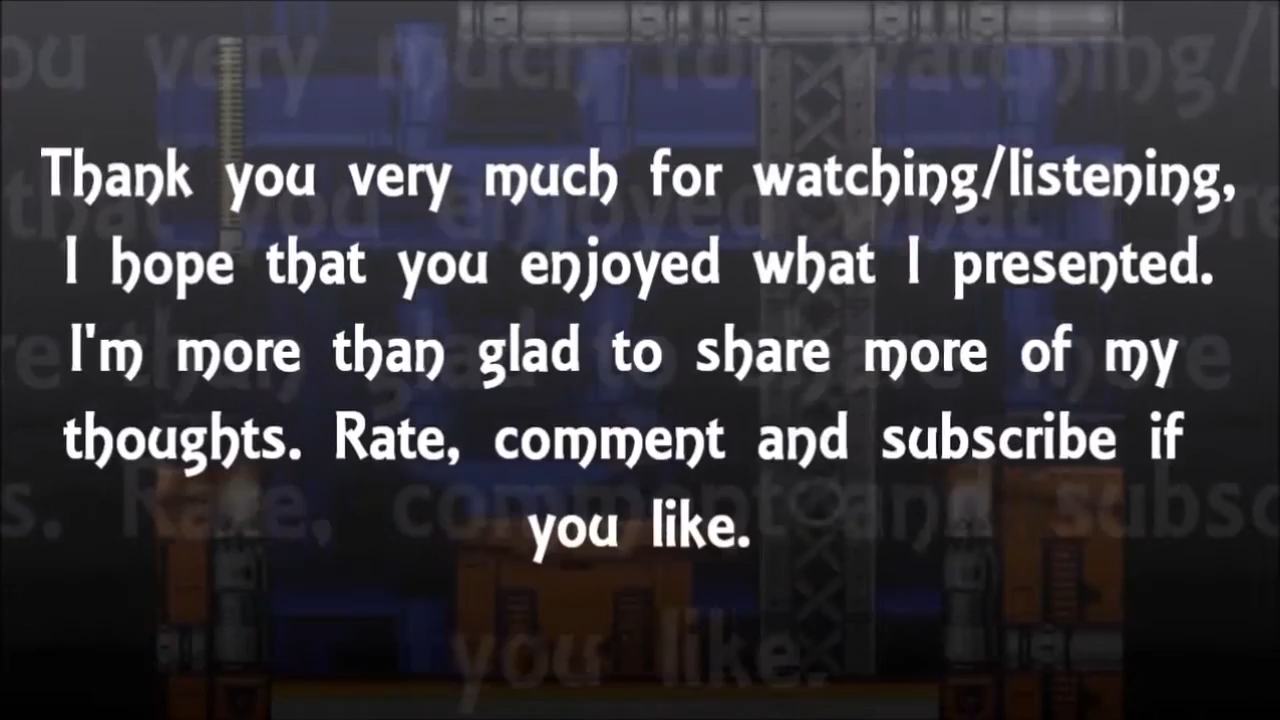 Thank you very much for watching/listening,
I hope that you enjoyed what I presented.
I'm more than glad to share more of my
thoughts. Rate, comment and subscribe if
you like.